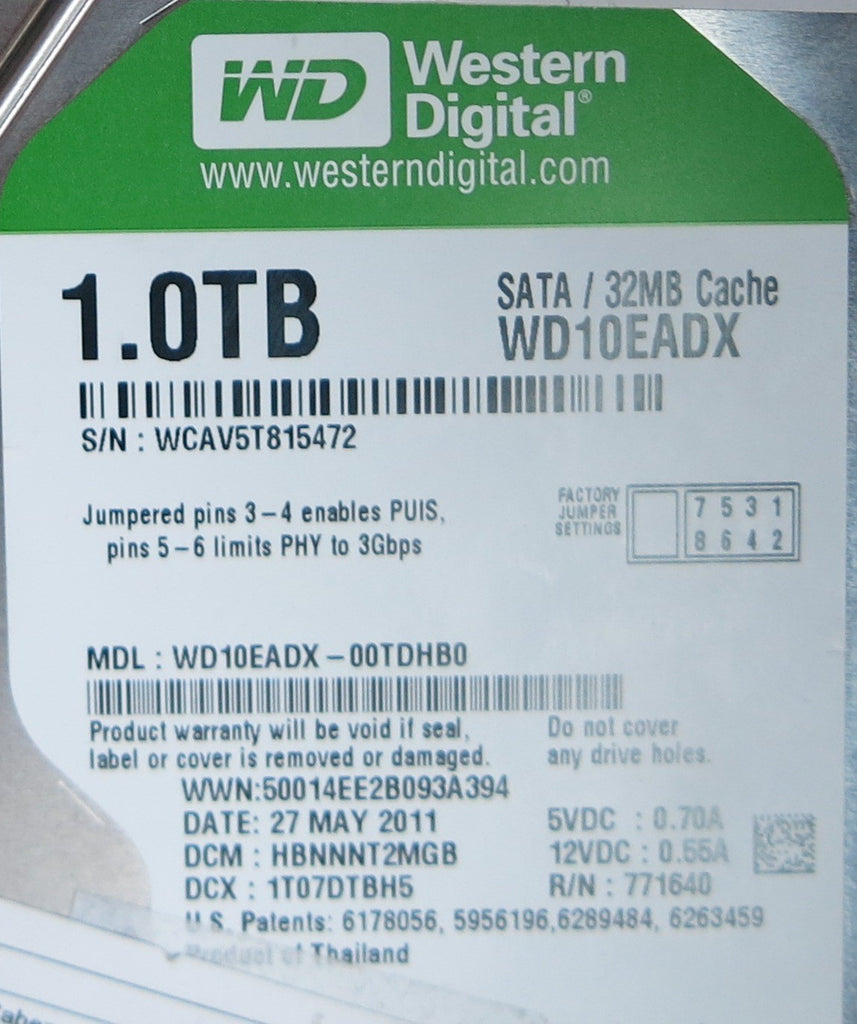 WD Western
Digital®
www.westerndigital.com
1.0TB
SATA / 32MB Cache
WD10EADX
S/N : WCAV5T815472
Jumpered pins 3-4 enables PUIS,
pins 5-6 limits PHY to 3Gbps
FACTORY
JUMPER
SETTINGS
7 5 3 1
8 6 4 2
MDL : WD10EADX-00TDHB0
Product warranty will be void if seal,
label or cover is removed or damaged.
Do not cover
any drive holes.
WWN:50014EE2B093A394
DATE: 27 MAY 2011
DCM : HBNNNT2MGB
DCX : 1T07DTBH5
5VDC : 0.70A
12VDC : 0.55A
R/N : 771640
U.S. Patents: 6178056, 5956196,6289484, 6263459
Product of Thailand